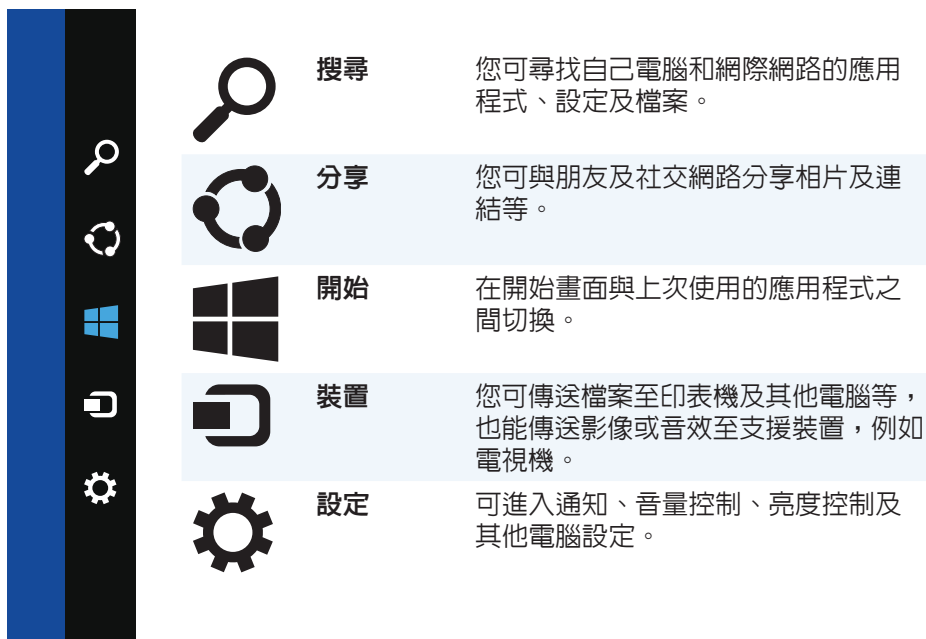 搜尋
您可尋找自己電腦和網際網路的應用
程式、設定及檔案。
分享
您可與朋友及社交網路分享相片及連
結等。
開始
在開始畫面與上次使用的應用程式之
間切換。
裝置
您可傳送檔案至印表機及其他電腦等，
也能傳送影像或音效至支援裝置，例如
電視機。
設定
可進入通知、音量控制、亮度控制及
其他電腦設定。